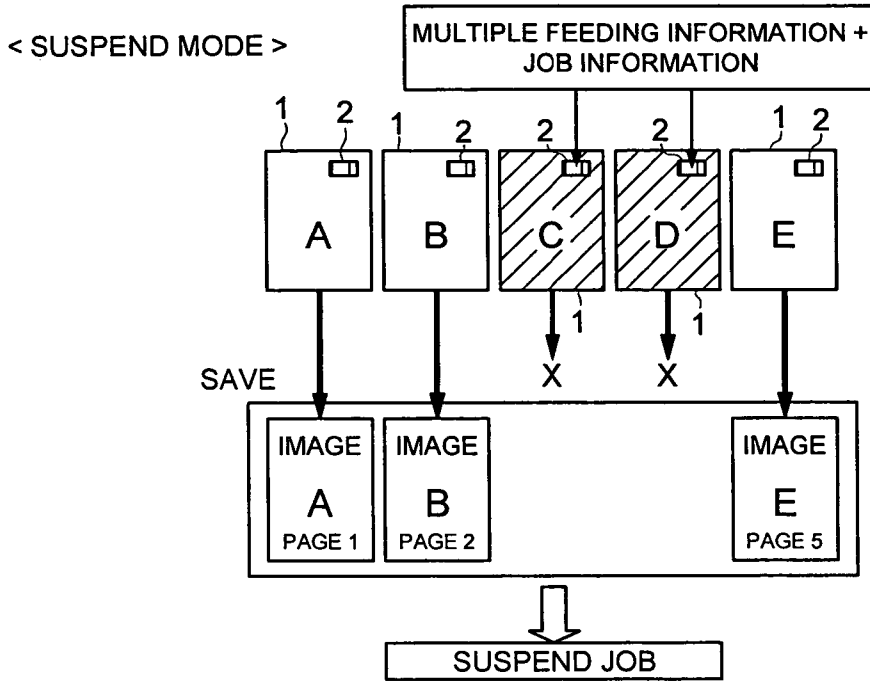 < SUSPEND MODE >
MULTIPLE FEEDING INFORMATION +
JOB INFORMATION
1 2 1 2 2 2 1 2
A B C D E
1 1
X X
SAVE
IMAGE IMAGE IMAGE
A B E
PAGE 1 PAGE 2 PAGE 5
SUSPEND JOB